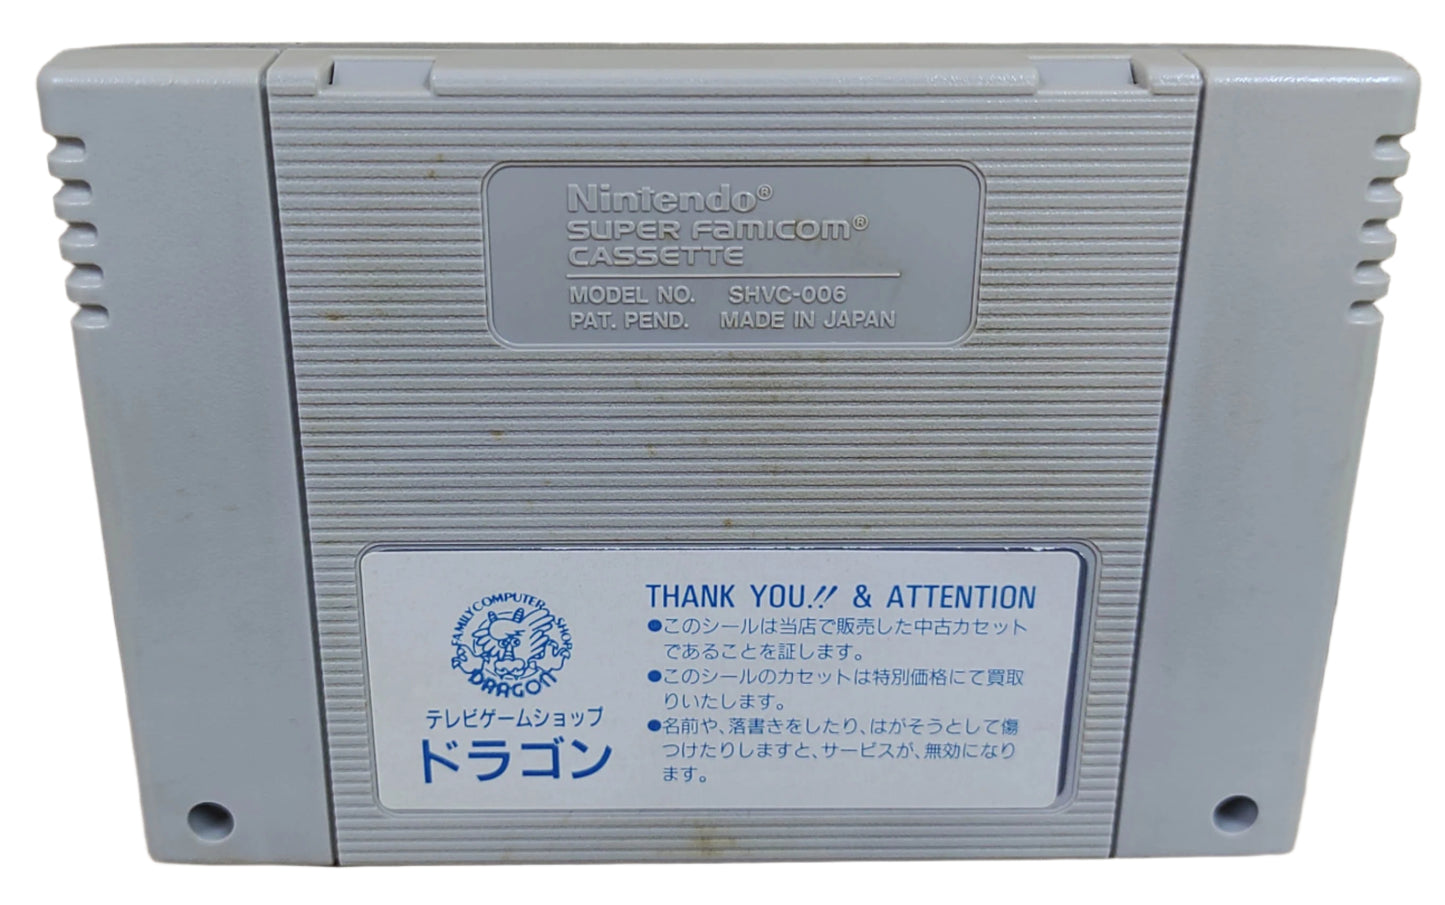 Nintendo®
SUPER FAMICOM®
CASSETTE
MODEL NO. SHVC-006
PAT. PEND. MADE IN JAPAN
FAMILY COMPUTER SHOP
DRAGON
テレビゲームショップ
ドラゴン
THANK YOU!! & ATTENTION
●このシールは当店で販売した中古カセット
であることを証します。
●このシールのカセットは特別価格にて買取
りいたします。
●名前や、落書きをしたり、はがそうとして傷
つけたりしますと、サービスが、無効になり
ます。